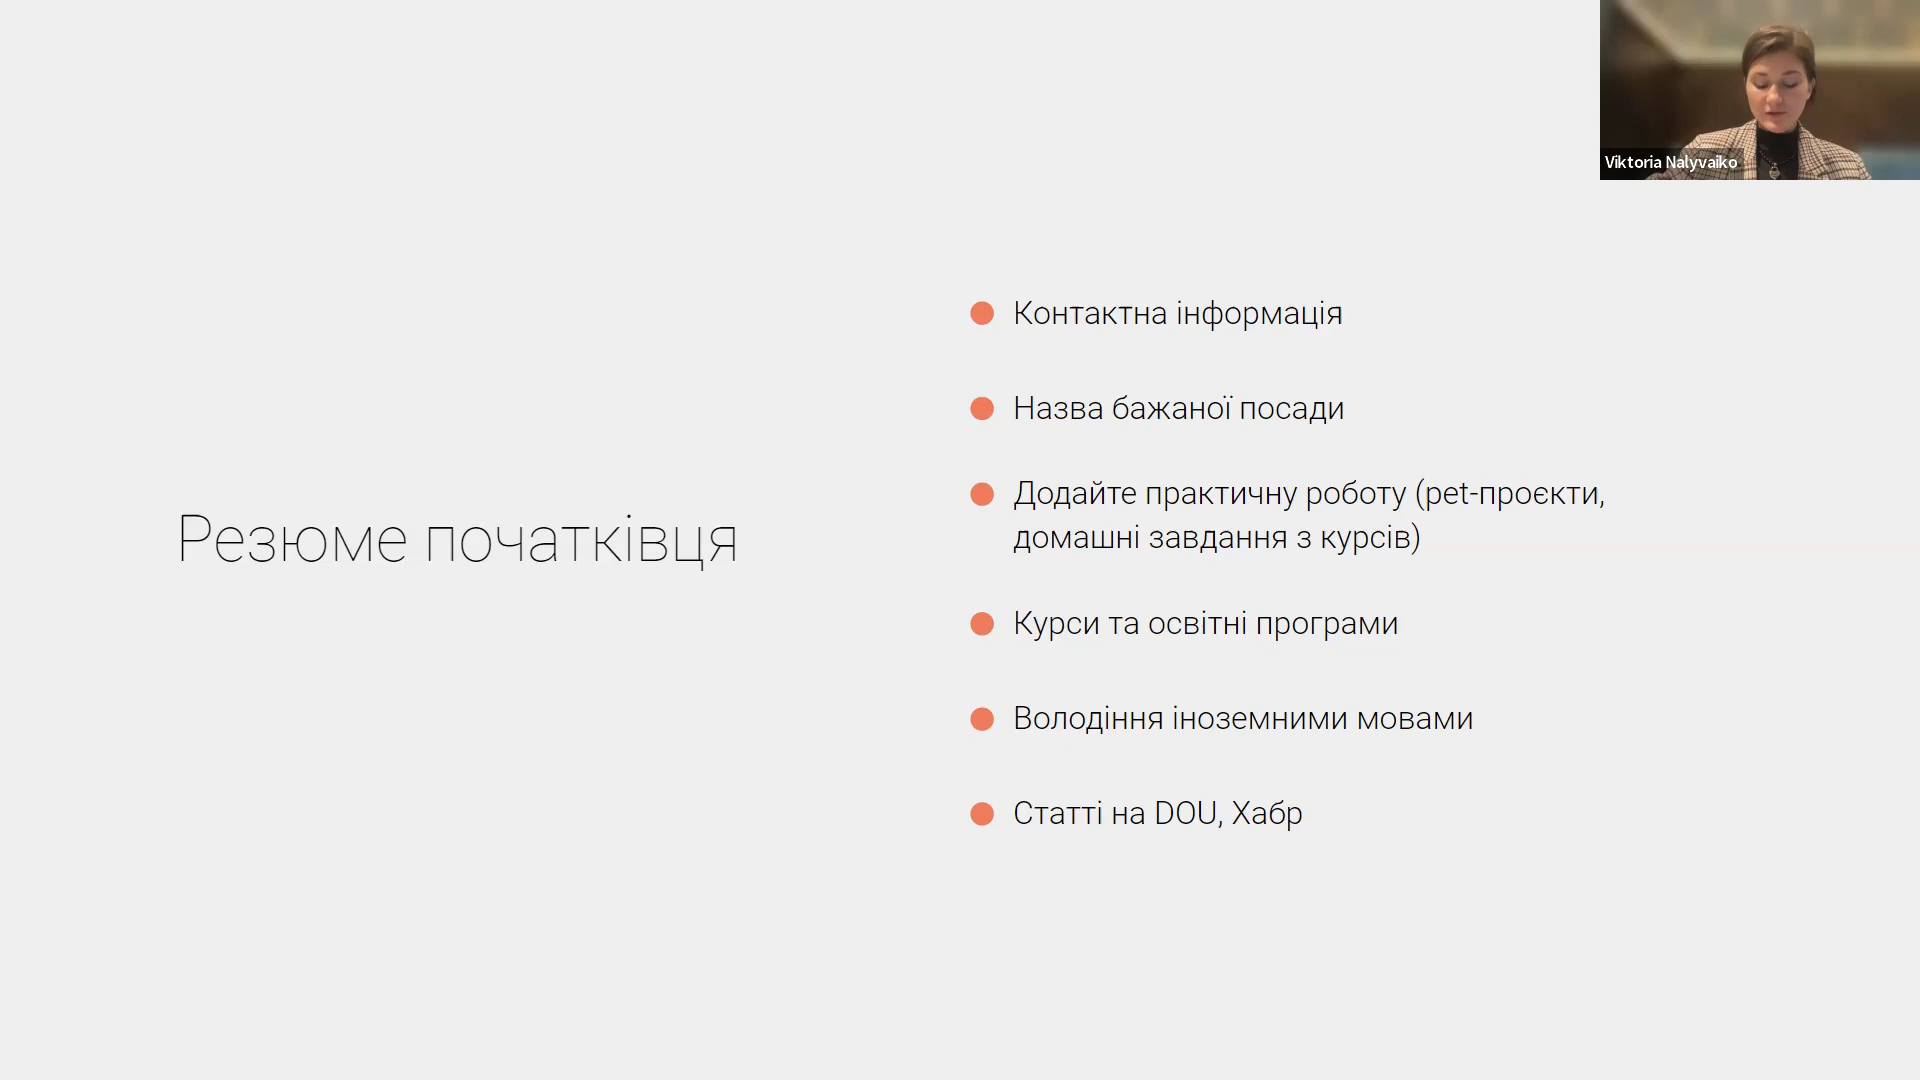 Viktoria Nalyvaiko
Резюме початківця
Контактна інформація
Назва бажаної посади
Додайте практичну роботу (pet-проєкти,
домашні завдання з курсів)
Курси та освітні програми
Володіння іноземними мовами
Статті на DOU, Хабр